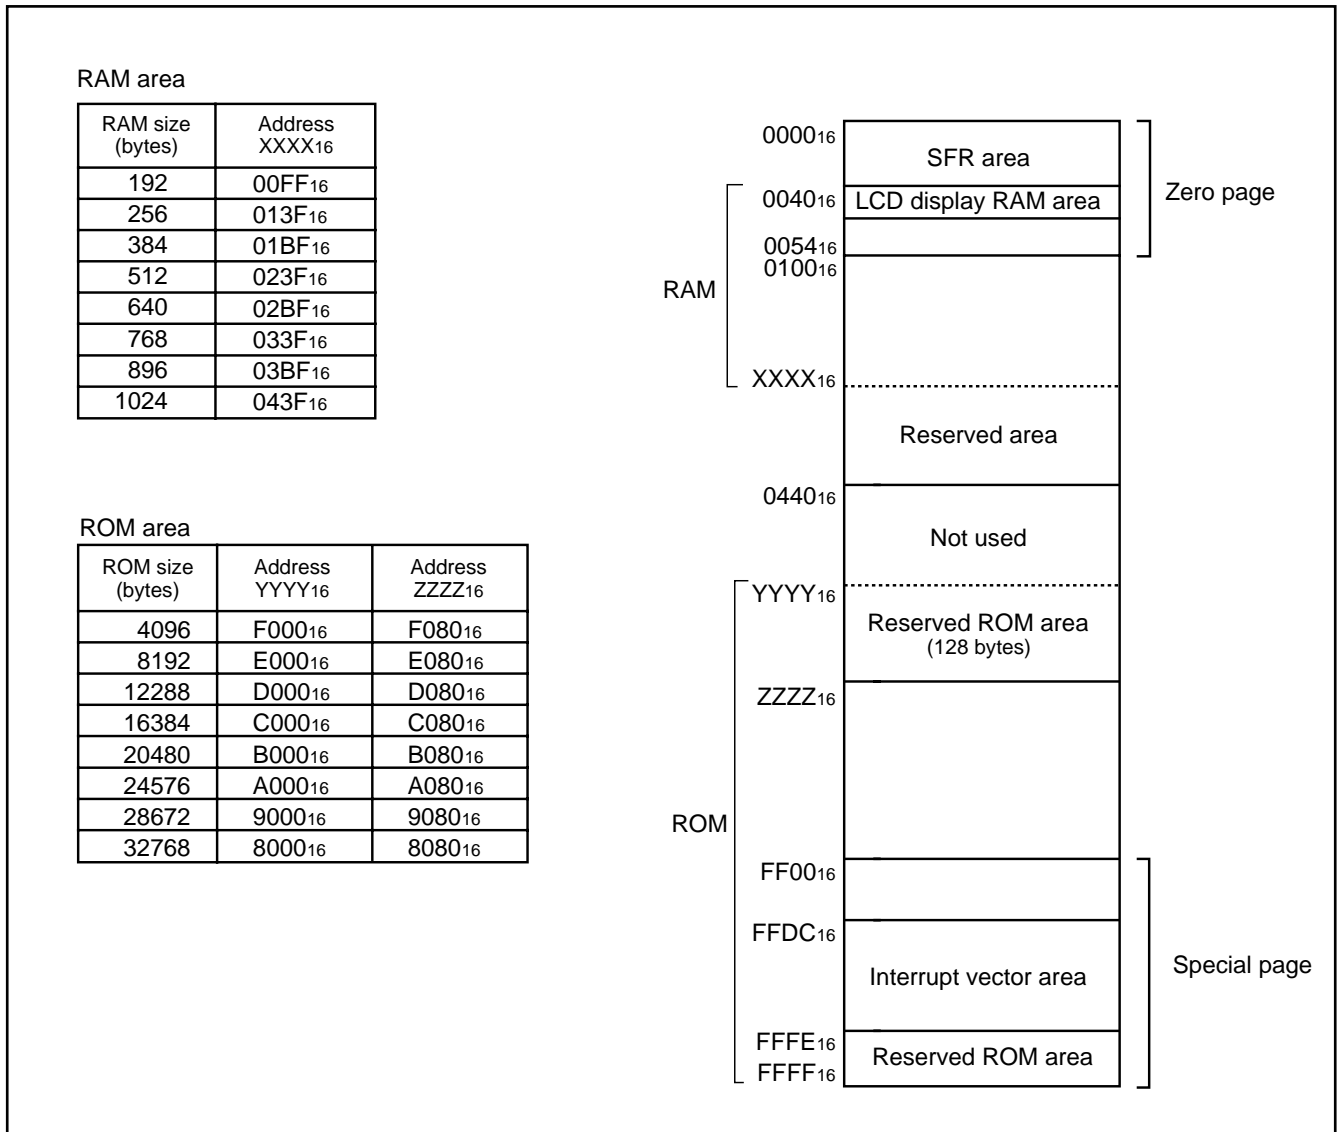 RAM area
RAM size
(bytes)
Address
XXXX16
192 00FF16
256 013F16
384 01BF16
512 023F16
640 02BF16
768 033F16
896 03BF16
1024 043F16
ROM area
ROM size
(bytes)
Address
YYYY16
Address
ZZZZ16
4096 F00016 F08016
8192 E00016 E08016
12288 D00016 D08016
16384 C00016 C08016
20480 B00016 B08016
24576 A00016 A08016
28672 900016 908016
32768 800016 808016
000016
SFR area
Zero page
004016 LCD display RAM area
005416
010016
RAM
XXXX16
Reserved area
044016
Not used
YYYY16
Reserved ROM area
(128 bytes)
ZZZZ16
ROM
FF0016
FFDC16
Interrupt vector area
Special page
FFFE16
Reserved ROM area
FFFF16